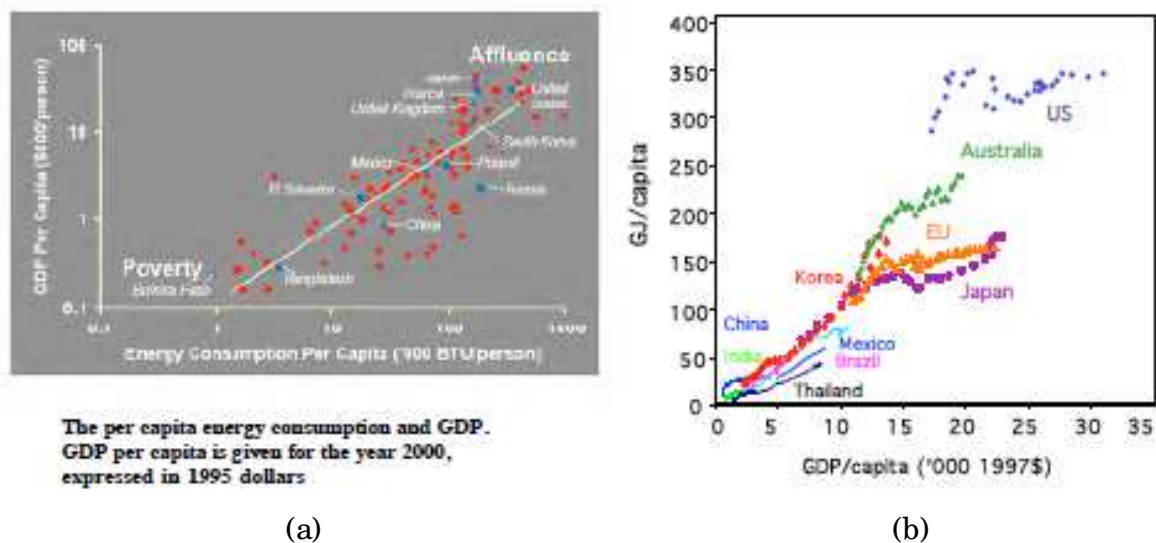 100
Affluence
France
United Kingdom
United
10
South Korea
Mexico
Poland
El Salvador
Russia
China
1
Poverty
Burkina Faso
Bangladesh
0.1
0.1
1
10
100
1000
GDP Per Capita ($000/person)
Energy Consumption Per Capita ('000 BTU/person)
The per capita energy consumption and GDP.
GDP per capita is given for the year 2000,
expressed in 1995 dollars
(a)
400
350
300
250
200
150
100
50
0
GJ/capita
US
Australia
EU
Korea
Japan
China
India
Mexico
Brazil
Thailand
0 5 10 15 20 25 30 35
GDP/capita ('000 1997$)
(b)